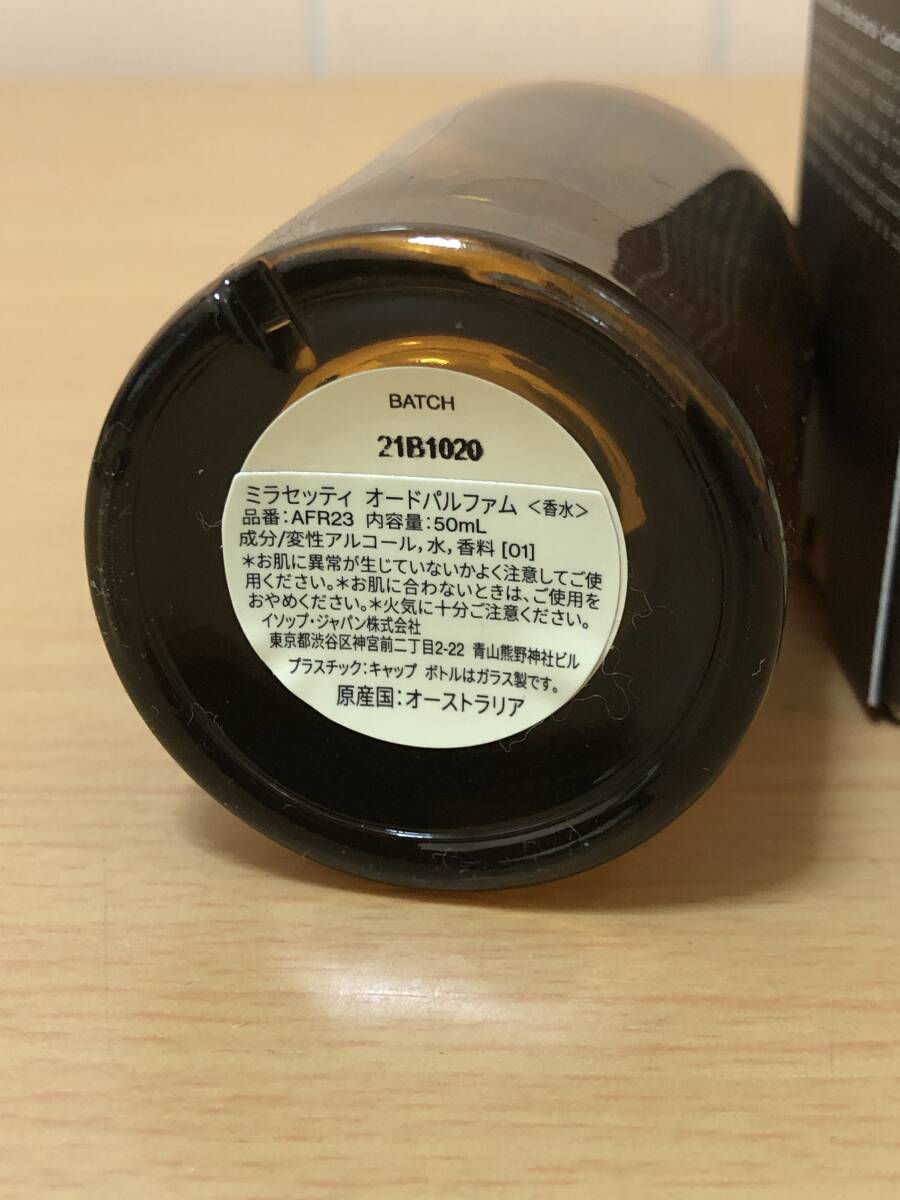 BATCH
21B1020
ミラセッティ オードパルファム <香水>
品番:AFR23 内容量:50mL
成分/変性アルコール,水,香料 [01]
*お肌に異常が生じていないかよく注意してご使
用ください。*お肌に合わないときは、ご使用を
おやめください。*火気に十分ご注意ください。
イソップ・ジャパン株式会社
東京都渋谷区神宮前二丁目2-22 青山熊野神社ビル
プラスチック:キャップ ボトルはガラス製です。
原産国:オーストラリア